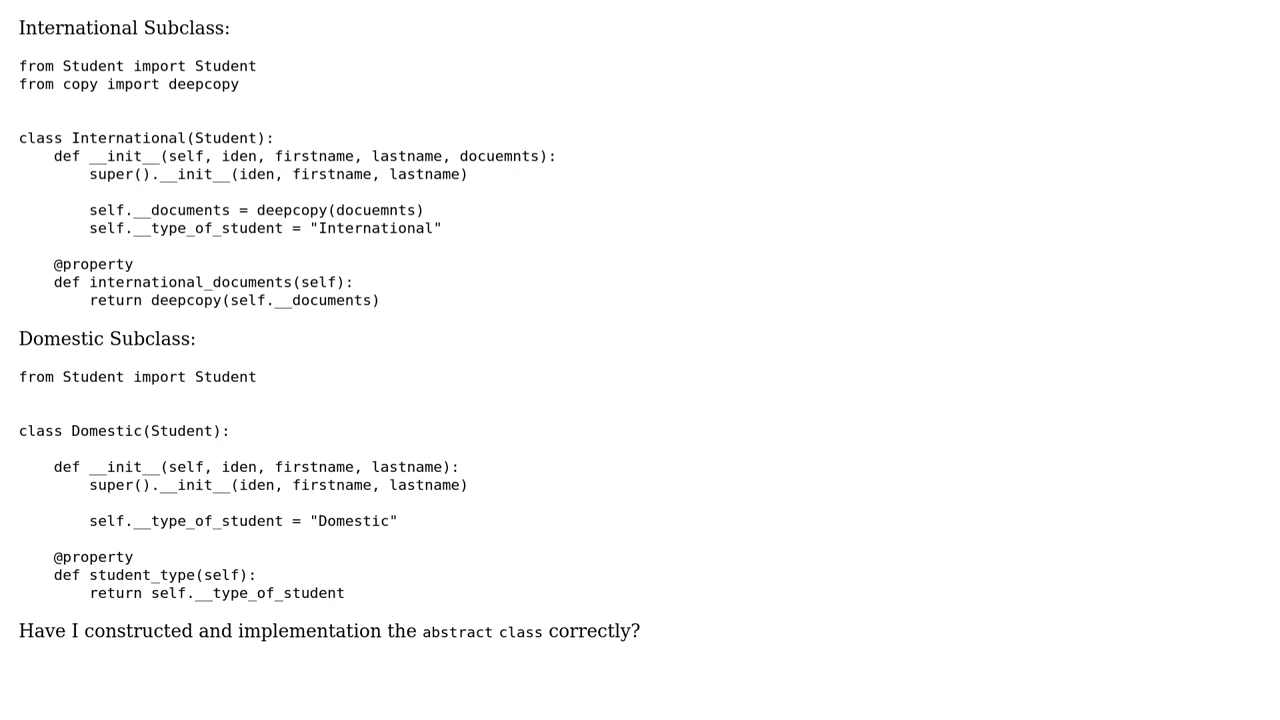 International Subclass:
from Student import Student
from copy import deepcopy
class International(Student):
    def __init__(self, iden, firstname, lastname, docuemnts):
        super().__init__(iden, firstname, lastname)
        self.__documents = deepcopy(docuemnts)
        self.__type_of_student = "International"
    @property
    def international_documents(self):
        return deepcopy(self.__documents)
Domestic Subclass:
from Student import Student
class Domestic(Student):
    def __init__(self, iden, firstname, lastname):
        super().__init__(iden, firstname, lastname)
        self.__type_of_student = "Domestic"
    @property
    def student_type(self):
        return self.__type_of_student
Have I constructed and implementation the abstract class correctly?